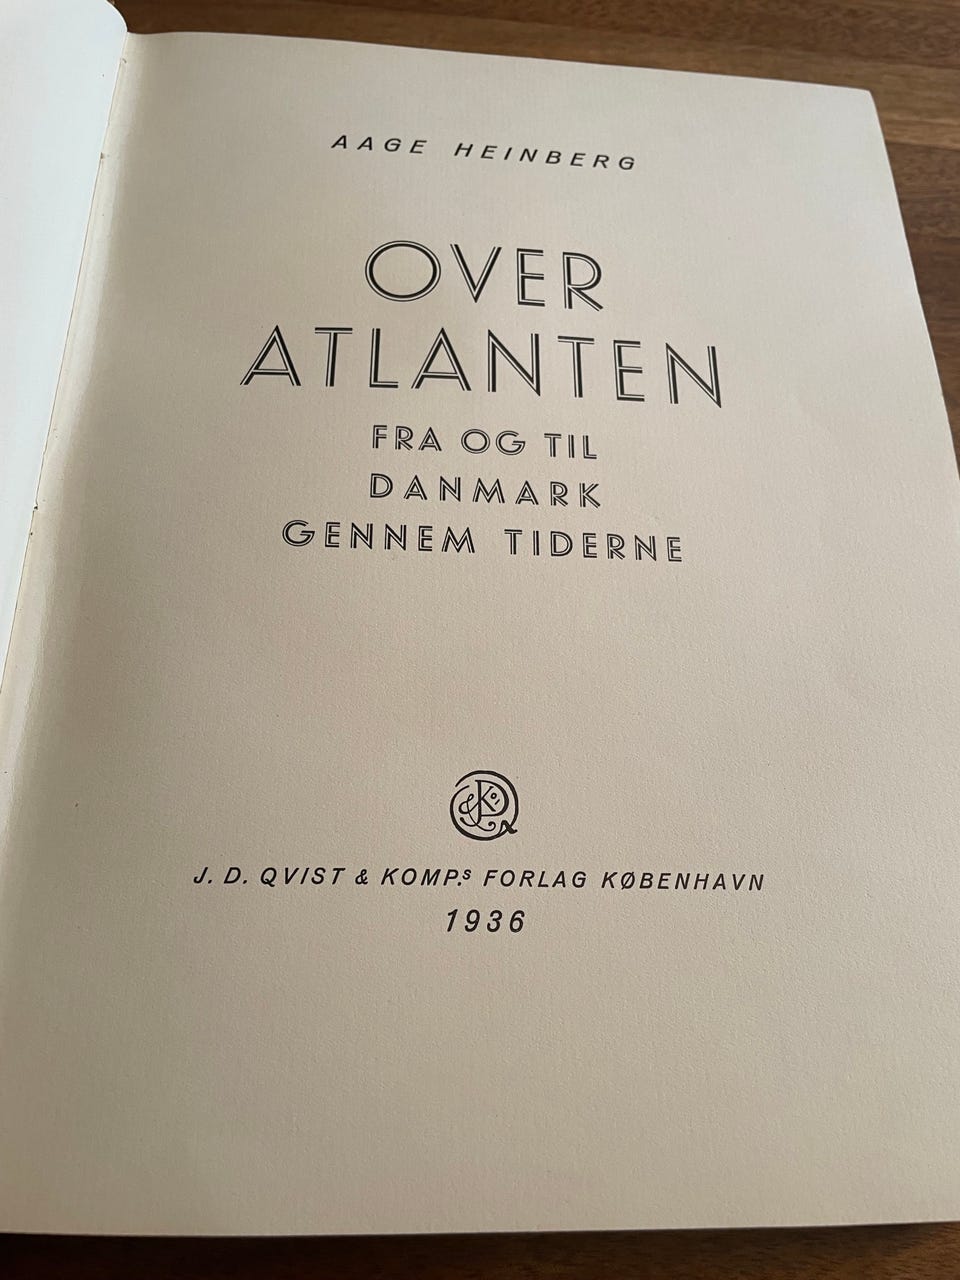 AAGE HEINBERG
OVER
ATLANTEN
FRA OG TIL
DANMARK
GENNEM TIDERNE
J. D. QVIST & KOMP.s FORLAG KØBENHAVN
1936